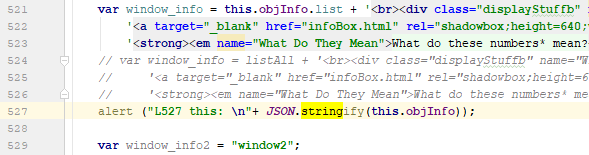 521 var window_info = this.objInfo.list + '<br><div class="displayStuffb"
522 '<a target="_blank" href="infoBox.html" rel="shadowbox;height=640;
523 '<strong><em name="What Do They Mean">What do these numbers* mean?
524 // var window_info = listAll + '<br><div class="displayStuffb" name="W
525 // '<a target="_blank" href="infoBox.html" rel="shadowbox;height=6
526 // '<strong><em name="What Do They Mean">What do these numbers* me
527 alert ("L527 this: \n"+ JSON.stringify(this.objInfo));
528
529 var window_info2 = "window2";